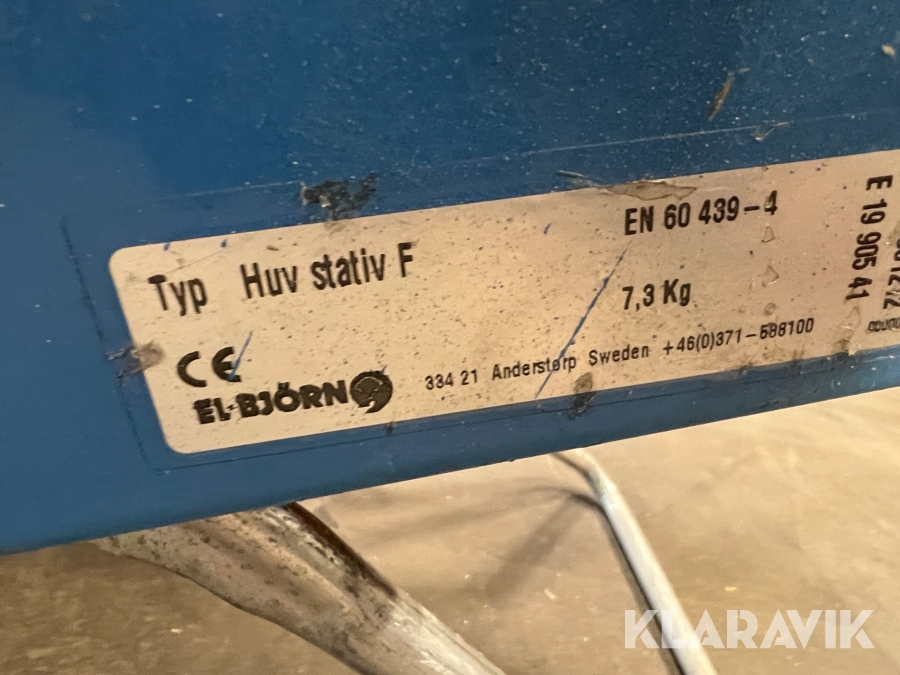 Typ Huv stativ F
EN 60 439-4
7,3 Kg
CE
EL-BJÖRN
334 21 Anderstorp Sweden +46(0)371-588100
E 19 905 41
KLARAVIK